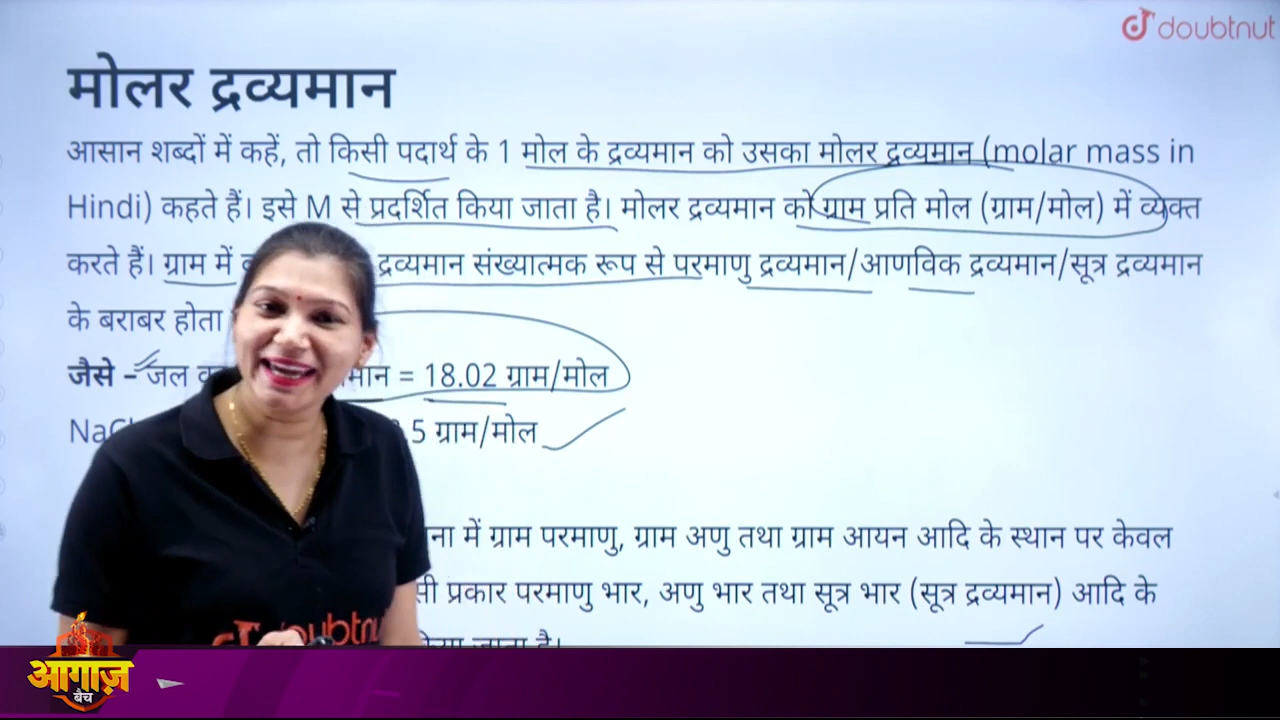 doubtnut
मोलर द्रव्यमान
आसान शब्दों में कहें, तो किसी पदार्थ के 1 मोल के द्रव्यमान को उसका मोलर द्रव्यमान (molar mass in
Hindi) कहते हैं। इसे M से प्रदर्शित किया जाता है। मोलर द्रव्यमान को ग्राम प्रति मोल (ग्राम/मोल) में व्यक्त
करते हैं। ग्राम में द्रव्यमान संख्यात्मक रूप से परमाणु द्रव्यमान/आणविक द्रव्यमान/सूत्र द्रव्यमान
के बराबर होता
जैसे – जल = 18.02 ग्राम/मोल
.5 ग्राम/मोल
में ग्राम परमाणु, ग्राम अणु तथा ग्राम आयन आदि के स्थान पर केवल
प्रकार परमाणु भार, अणु भार तथा सूत्र भार (सूत्र द्रव्यमान) आदि के
doubtnut
आगाज़
बैच